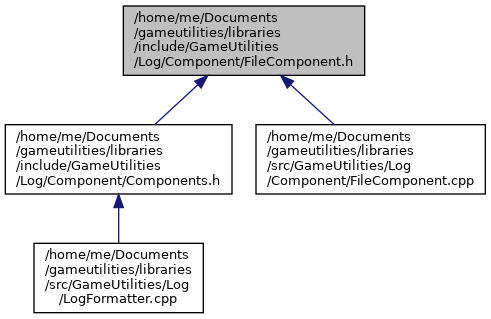 /home/me/Documents
/gameutilities/libraries
/include/GameUtilities
/Log/Component/FileComponent.h
/home/me/Documents
/gameutilities/libraries
/include/GameUtilities
/Log/Component/Components.h
/home/me/Documents
/gameutilities/libraries
/src/GameUtilities/Log
/Component/FileComponent.cpp
/home/me/Documents
/gameutilities/libraries
/src/GameUtilities/Log
/LogFormatter.cpp